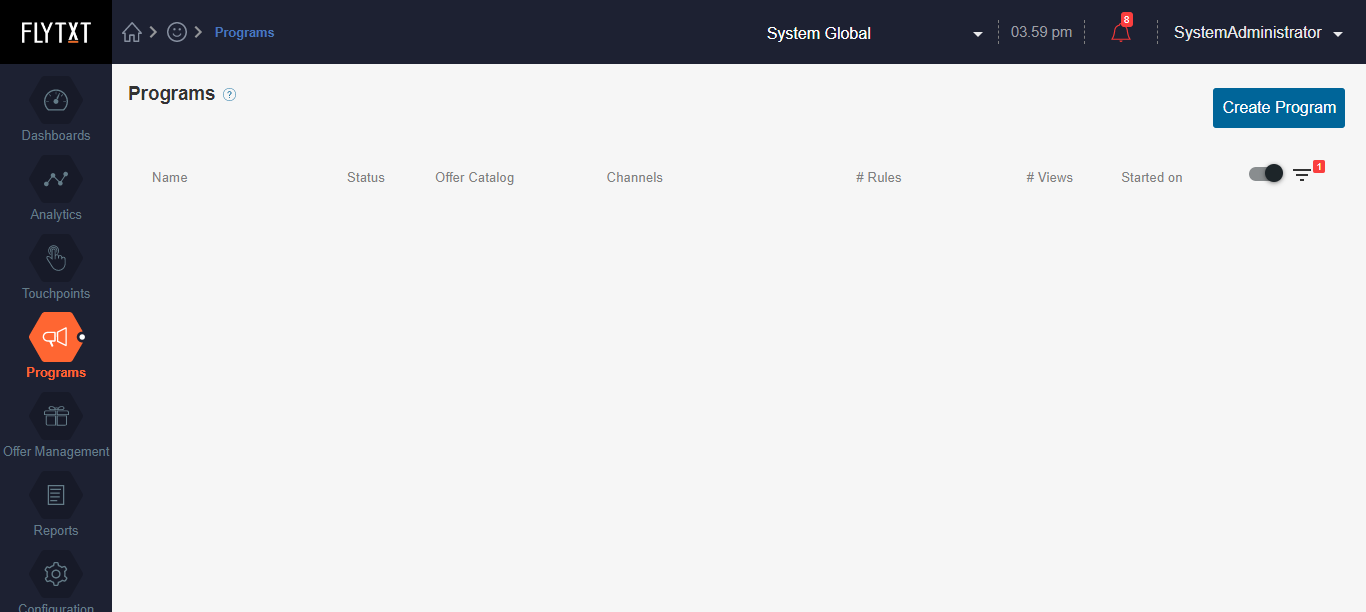 FLYTXT
Programs
System Global
03.59 pm
8
SystemAdministrator
Dashboards
Analytics
Touchpoints
Programs
Offer Management
Reports
Configuration
Programs ?
Create Program
Name Status Offer Catalog Channels # Rules # Views Started on 1